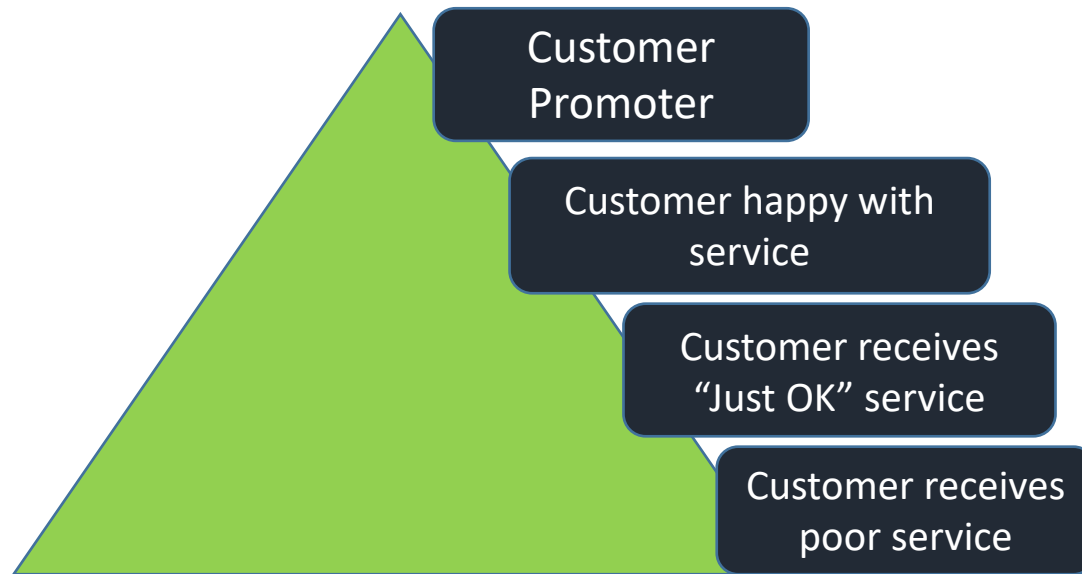 Customer
Promoter
Customer happy with
service
Customer receives
“Just OK” service
Customer receives
poor service